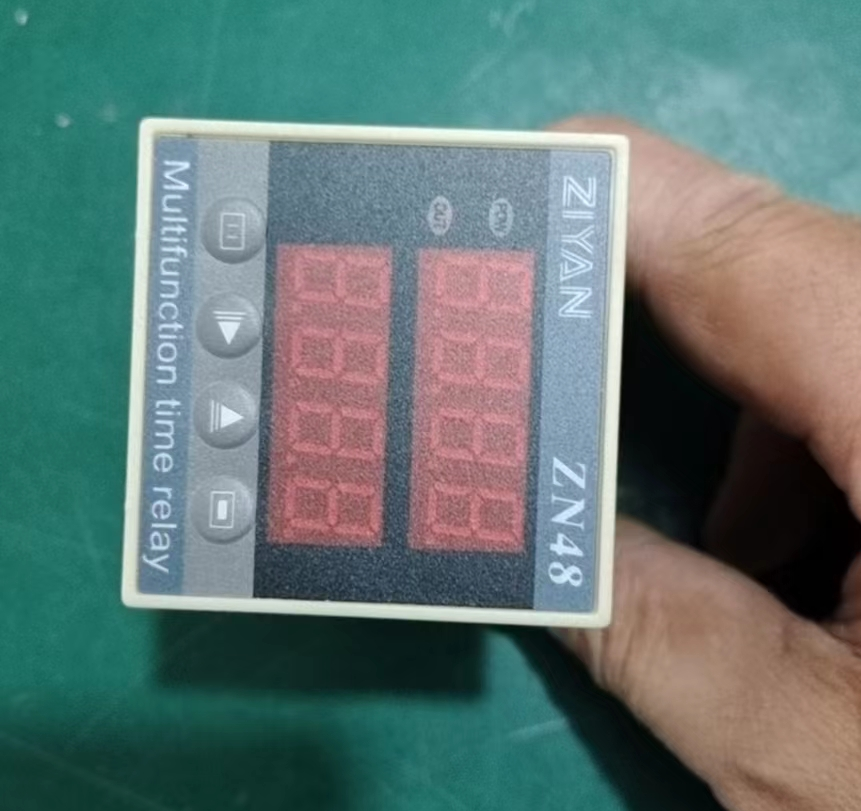 ZIYAN ZN48
POW
OUT
Multifunction time relay